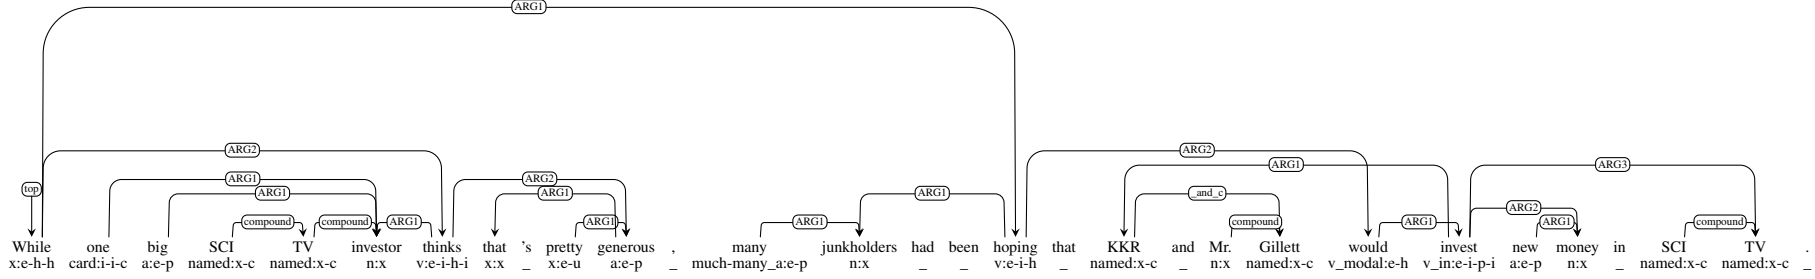 ARG1
ARG2 ARG2
ARG1 ARG3
top ARG1 ARG2
ARG1 ARG1 ARG1 _and_c
ARG2
compound compound ARG1 ARG1 ARG1 compound ARG1 ARG1 compound
While one big SCI TV investor thinks that 's pretty generous , many junkholders had been hoping that KKR and Mr. Gillett would invest new money in SCI TV .
x:e-h-h card:i-i-c a:e-p named:x-c named:x-c n:x v:e-i-h-i x:x _ x:e-u a:e-p _ much-many_a:e-p n:x _ _ v:e-i-h _ named:x-c _ n:x named:x-c v_modal:e-h v_in:e-i-p-i a:e-p n:x _ named:x-c named:x-c _